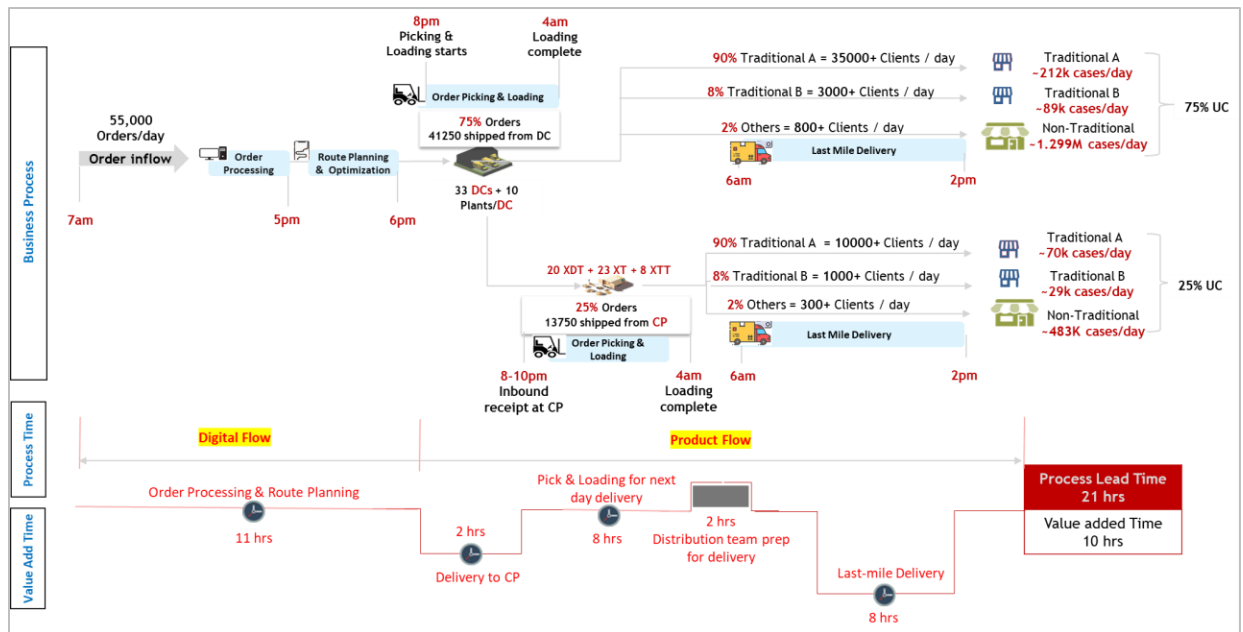 Business Process
8pm
Picking &
Loading starts
4am
Loading
complete
Order Picking & Loading
75% Orders
41250 shipped from DC
55,000
Orders/day
Order inflow
Order
Processing
Route Planning
& Optimization
7am
5pm
6pm
33 DCs + 10
Plants/DC
90% Traditional A = 35000+ Clients / day
8% Traditional B = 3000+ Clients / day
2% Others = 800+ Clients / day
Last Mile Delivery
6am
2pm
Traditional A
~212k cases/day
Traditional B
~89k cases/day
Non-Traditional
~1.299M cases/day
75% UC
20 XDT + 23 XT + 8 XTT
25% Orders
13750 shipped from CP
Order Picking &
Loading
8-10pm
Inbound
receipt at CP
4am
Loading
complete
90% Traditional A = 10000+ Clients / day
8% Traditional B = 1000+ Clients / day
2% Others = 300+ Clients / day
Last Mile Delivery
6am
2pm
Traditional A
~70k cases/day
Traditional B
~29k cases/day
Non-Traditional
~483K cases/day
25% UC
Process Time
Digital Flow
Product Flow
Value Add Time
Order Processing & Route Planning
11 hrs
2 hrs
Delivery to CP
Pick & Loading for next
day delivery
8 hrs
2 hrs
Distribution team prep
for delivery
Last-mile Delivery
8 hrs
Process Lead Time
21 hrs
Value added Time
10 hrs